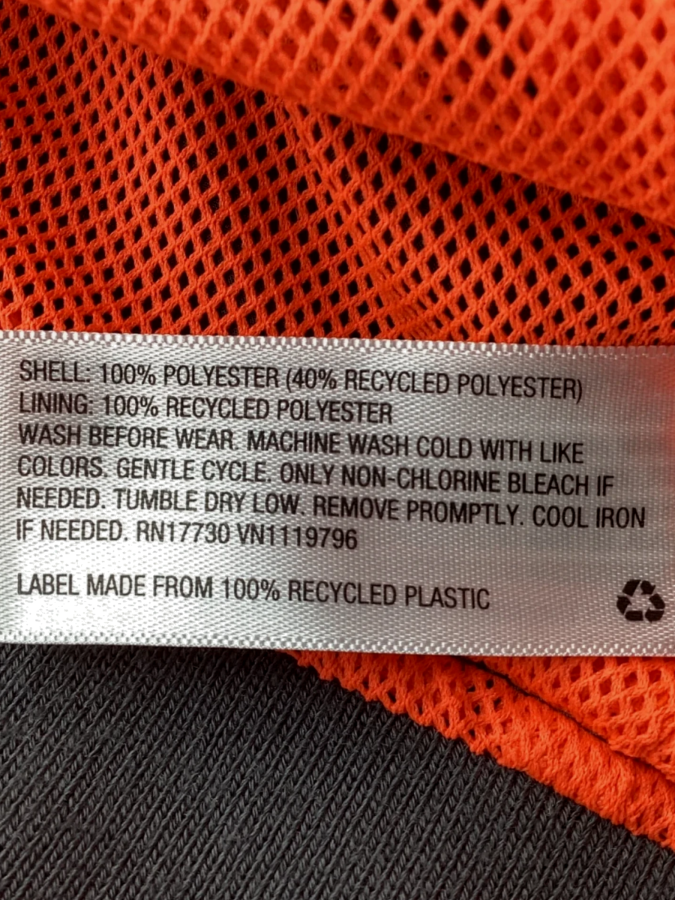 SHELL: 100% POLYESTER (40% RECYCLED POLYESTER)
LINING: 100% RECYCLED POLYESTER
WASH BEFORE WEAR. MACHINE WASH COLD WITH LIKE
COLORS. GENTLE CYCLE. ONLY NON-CHLORINE BLEACH IF
NEEDED. TUMBLE DRY LOW. REMOVE PROMPTLY. COOL IRON
IF NEEDED. RN17730 VN1119796
LABEL MADE FROM 100% RECYCLED PLASTIC